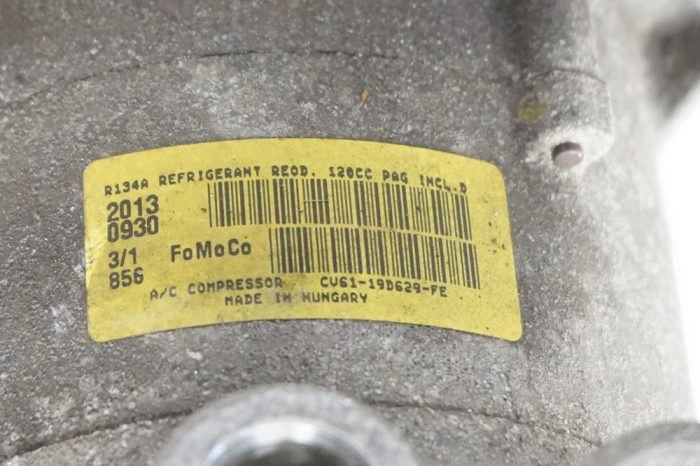 R134A REFRIGERANT REQD. 120CC PAG INCL.D
2013
0930
3/1
856
FoMoCo
A/C COMPRESSOR CV61-19D629-FE
MADE IN HUNGARY